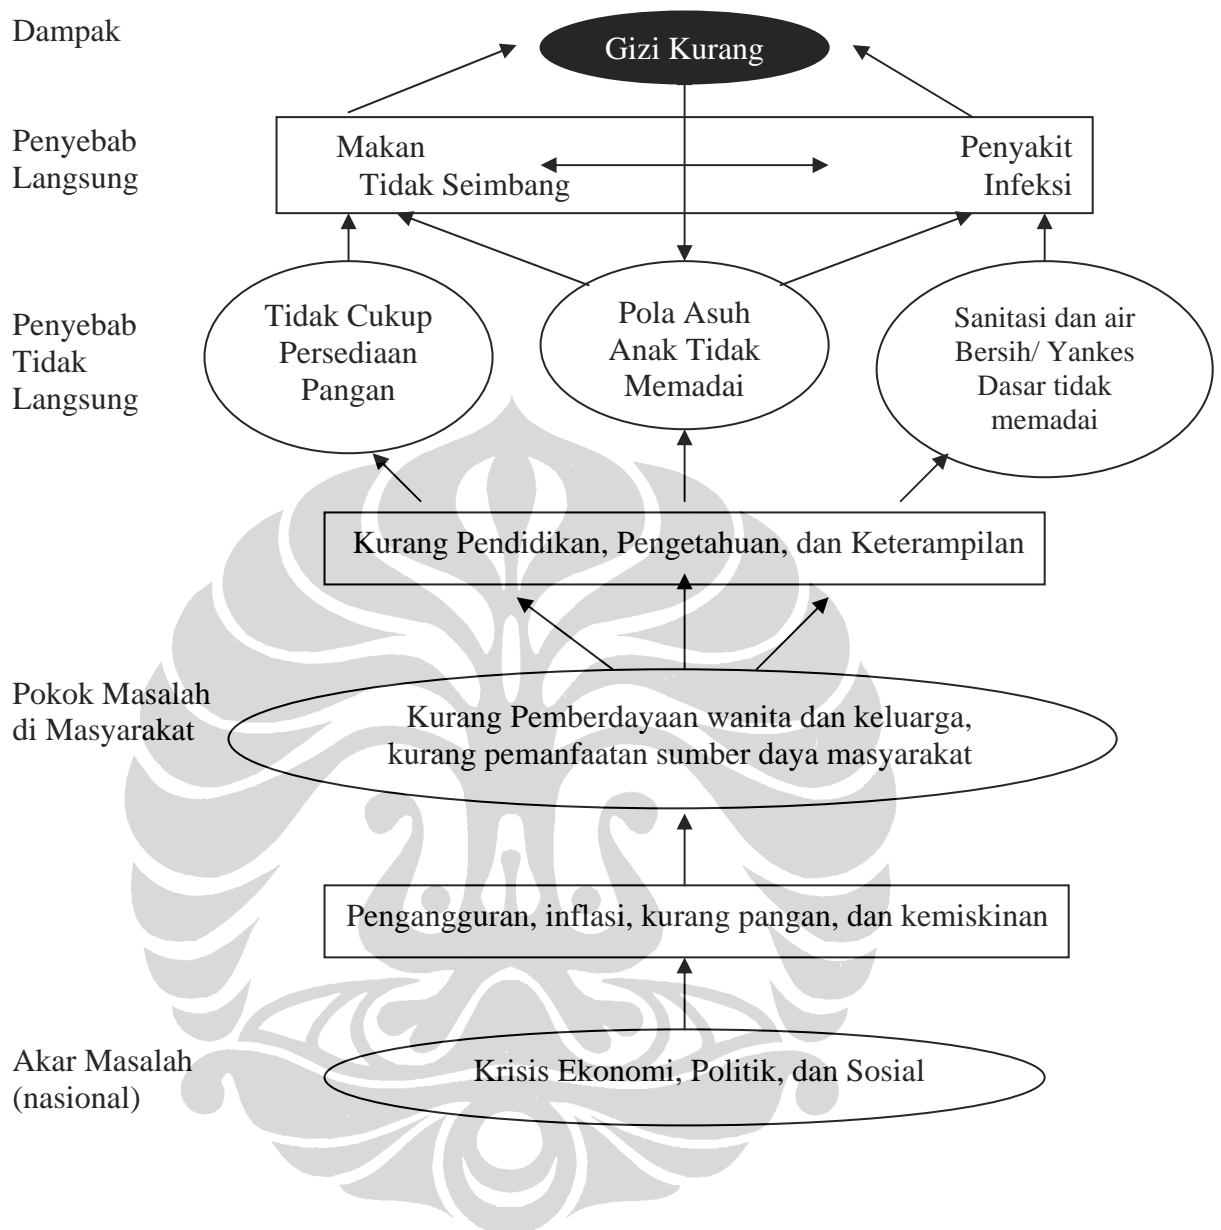 Dampak
Gizi Kurang
Penyebab
Langsung
Makan
Tidak Seimbang
Penyakit
Infeksi
Penyebab
Tidak
Langsung
Tidak Cukup
Persediaan
Pangan
Pola Asuh
Anak Tidak
Memadai
Sanitasi dan air
Bersih/ Yankes
Dasar tidak
memadai
Kurang Pendidikan, Pengetahuan, dan Keterampilan
Pokok Masalah
di Masyarakat
Kurang Pemberdayaan wanita dan keluarga,
kurang pemanfaatan sumber daya masyarakat
Pengangguran, inflasi, kurang pangan, dan kemiskinan
Akar Masalah
(nasional)
Krisis Ekonomi, Politik, dan Sosial